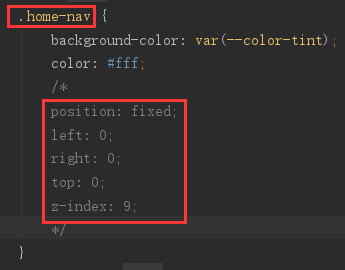 .home-nav {
background-color: var(--color-tint);
color: #fff;
/*
position: fixed;
left: 0;
right: 0;
top: 0;
z-index: 9;
*/
}